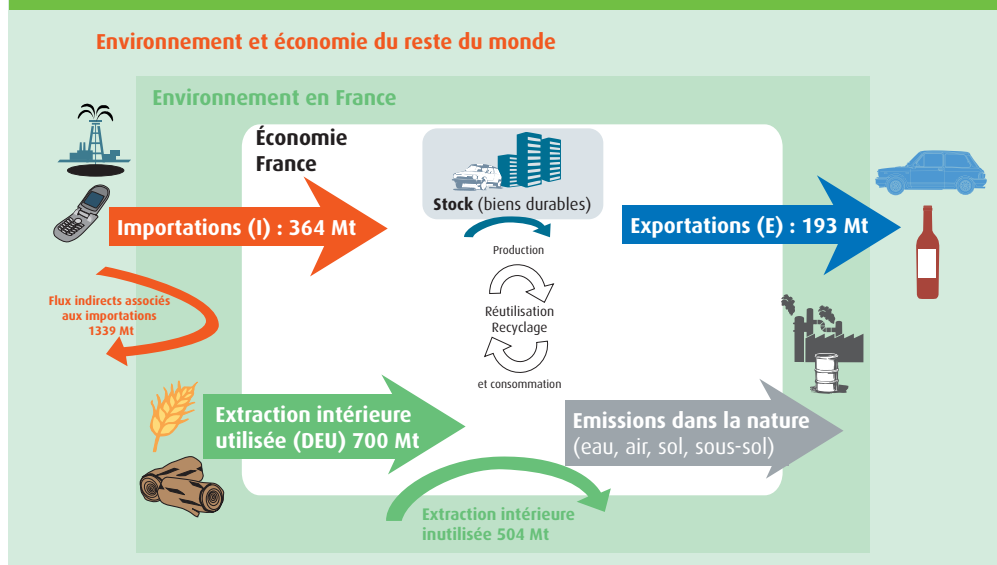 Environnement et économie du reste du monde
Environnement en France
Économie
France
Stock (biens durables)
Importations (I) : 364 Mt
Exportations (E) : 193 Mt
Production
Flux indirects associés
aux importations
1339 Mt
Réutilisation
Recyclage
et consommation
Extraction intérieure
utilisée (DEU) 700 Mt
Emissions dans la nature
(eau, air, sol, sous-sol)
Extraction intérieure
inutilisée 504 Mt